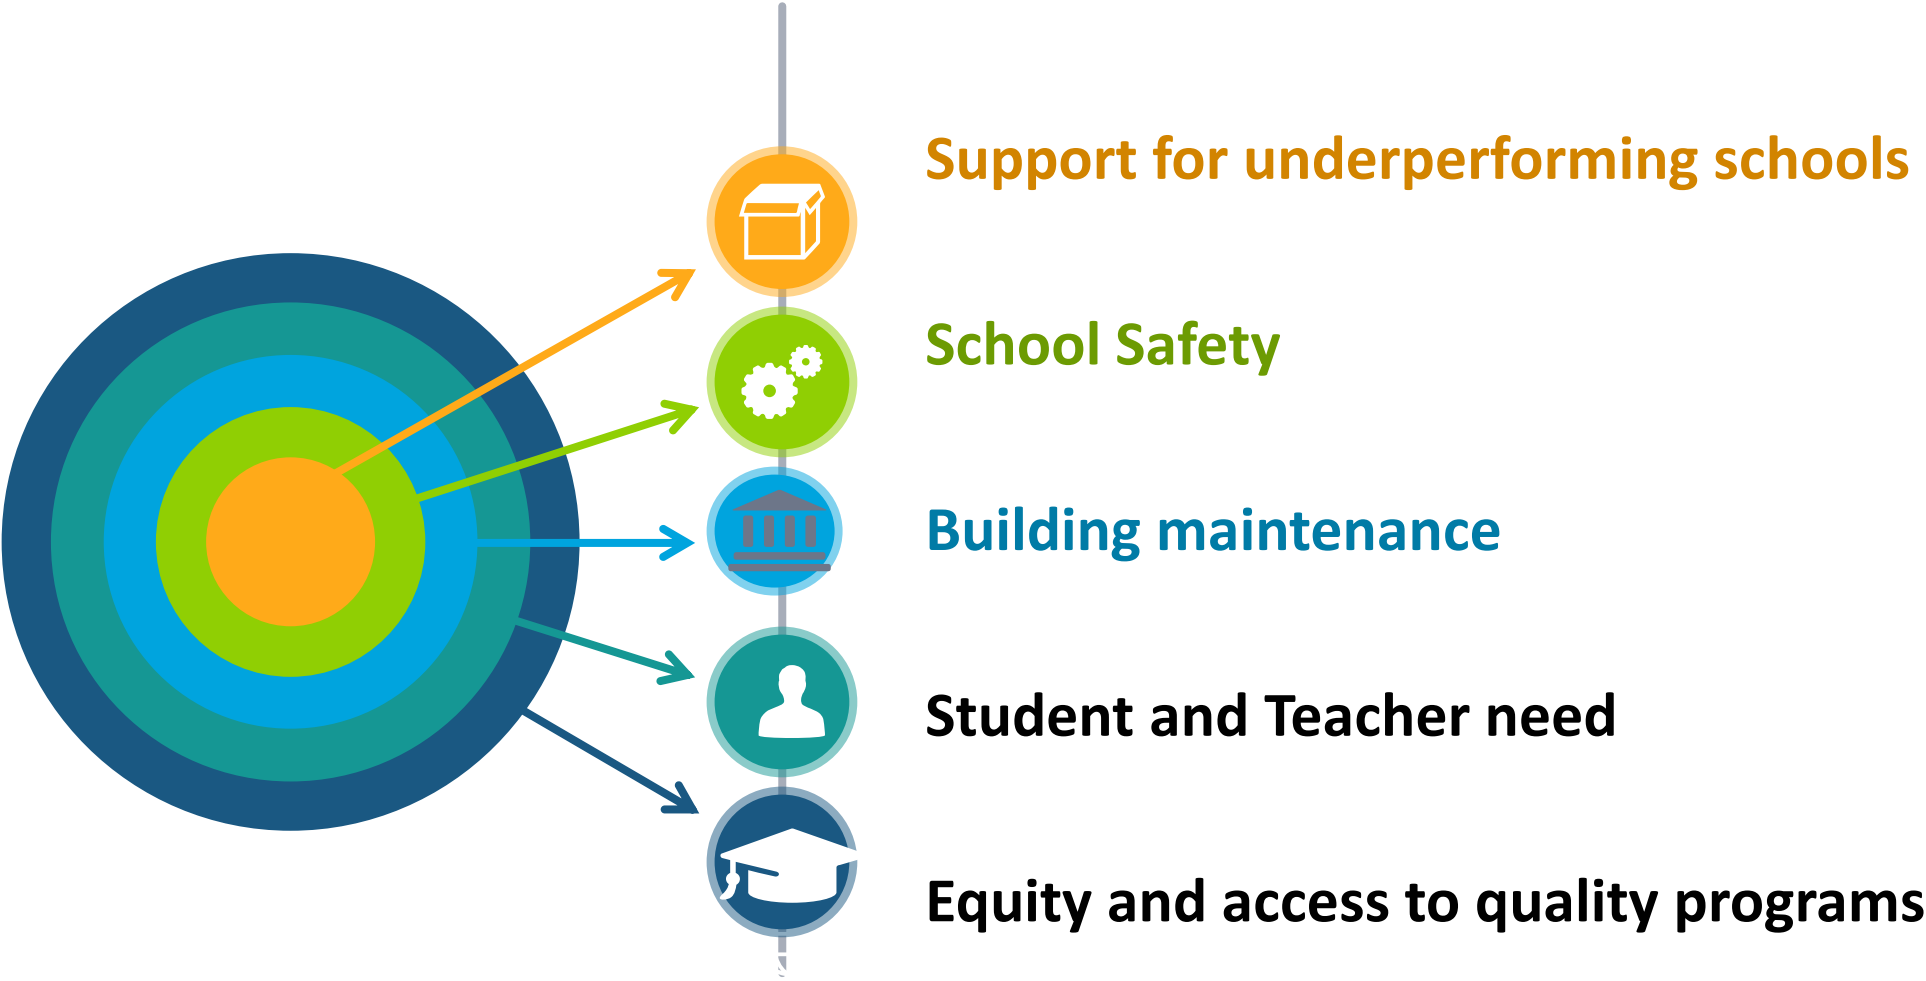 Support for underperforming schools
School Safety
Building maintenance
Student and Teacher need
Equity and access to quality programs